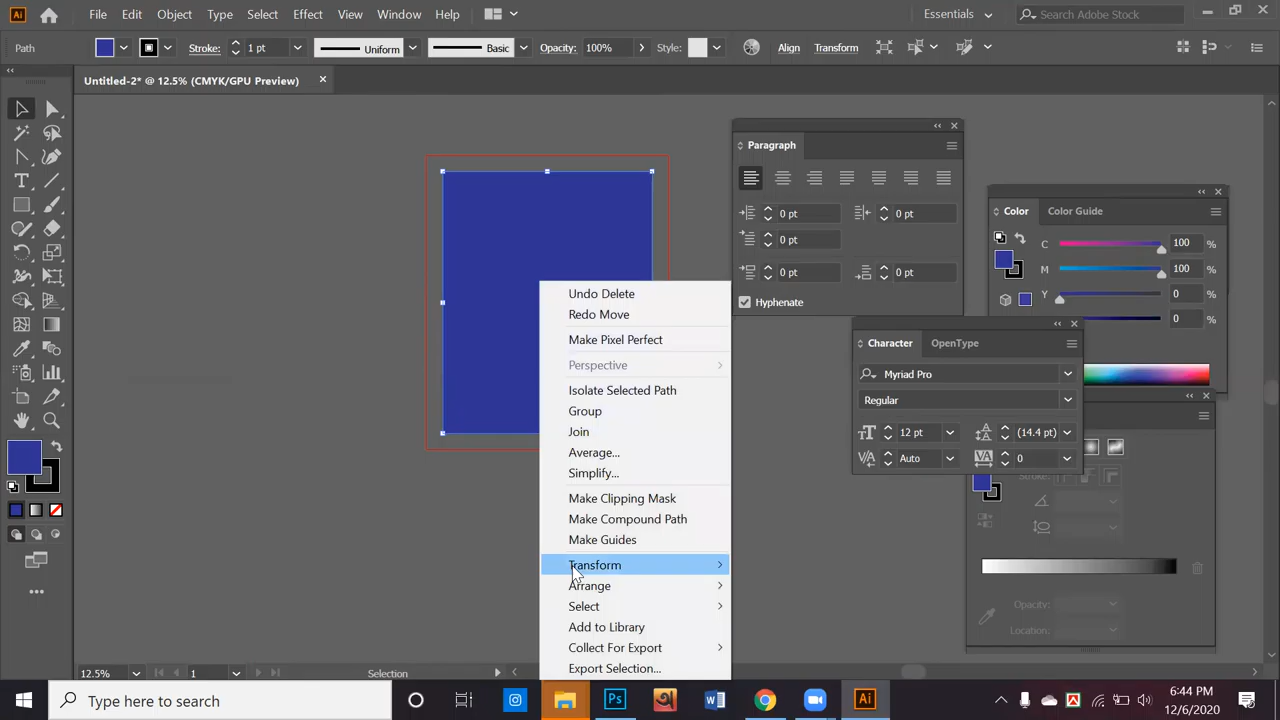 Ai File Edit Object Type Select Effect View Window Help Essentials Search Adobe Stock
Path Stroke: 1 pt Uniform Basic Opacity: 100% Style: Align Transform
Untitled-2* @ 12.5% (CMYK/GPU Preview)
Paragraph
0 pt 0 pt
0 pt
0 pt 0 pt
Hyphenate
Color Color Guide
C 100 %
M 100 %
Y 0 %
0 %
Character OpenType
Myriad Pro
Regular
12 pt (14.4 pt)
Auto 0
Stroke:
Opacity:
Location:
Undo Delete
Redo Move
Make Pixel Perfect
Perspective
Isolate Selected Path
Group
Join
Average...
Simplify...
Make Clipping Mask
Make Compound Path
Make Guides
Transform
Arrange
Select
Add to Library
Collect For Export
Export Selection...
12.5% 1 Selection
Type here to search
Ps
Ai
6:44 PM
12/6/2020